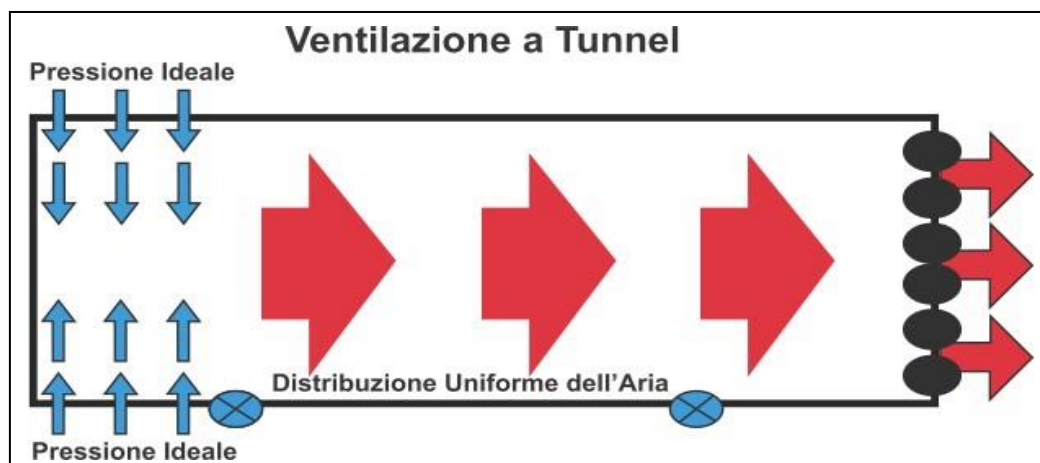 Ventilazione a Tunnel
Pressione Ideale
Distribuzione Uniforme dell'Aria
Pressione Ideale